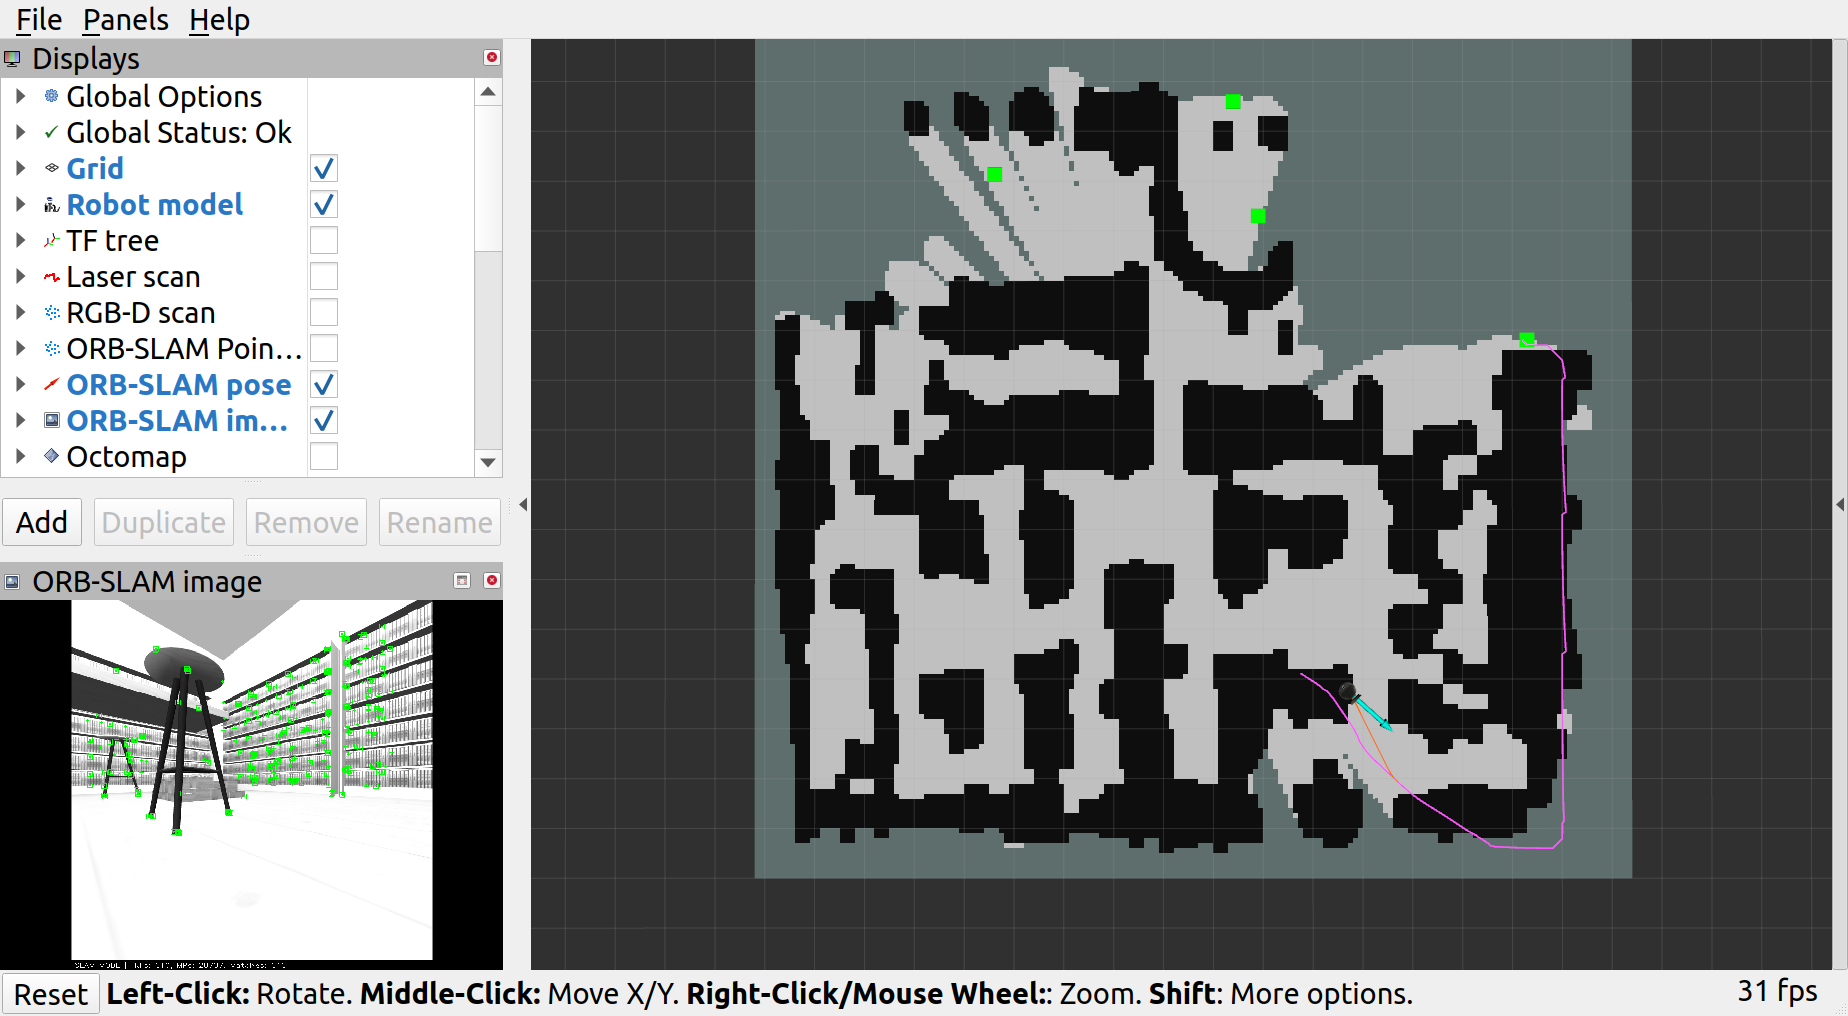 File Panels Help
Displays
Global Options
Global Status: Ok
Grid
Robot model
TF tree
Laser scan
RGB-D scan
ORB-SLAM Poin...
ORB-SLAM pose
ORB-SLAM im...
Octomap
Add Duplicate Remove Rename
ORB-SLAM image
Reset Left-Click: Rotate. Middle-Click: Move X/Y. Right-Click/Mouse Wheel:: Zoom. Shift: More options. 31 fps